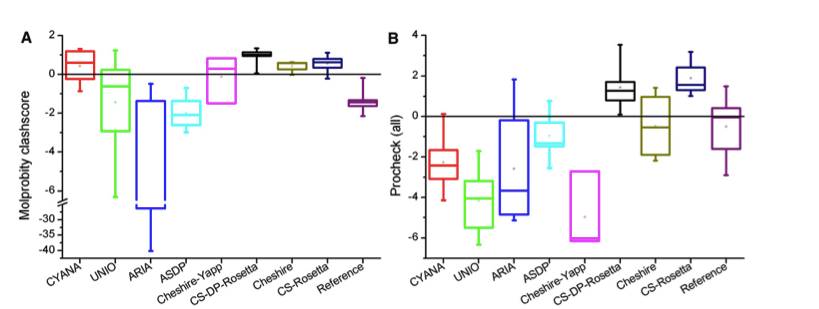 A
Molprobity clashscore
2
0
-2
-4
-6
-30
-35
-40
CYANA
UNIO
ARIA
ASDP
Cheshire-Yapp
CS-DP-Rosetta
Cheshire
CS-Rosetta
Reference
B
Procheck (all)
4
2
0
-2
-4
-6
CYANA
UNIO
ARIA
ASDP
Cheshire-Yapp
CS-DP-Rosetta
Cheshire
CS-Rosetta
Reference